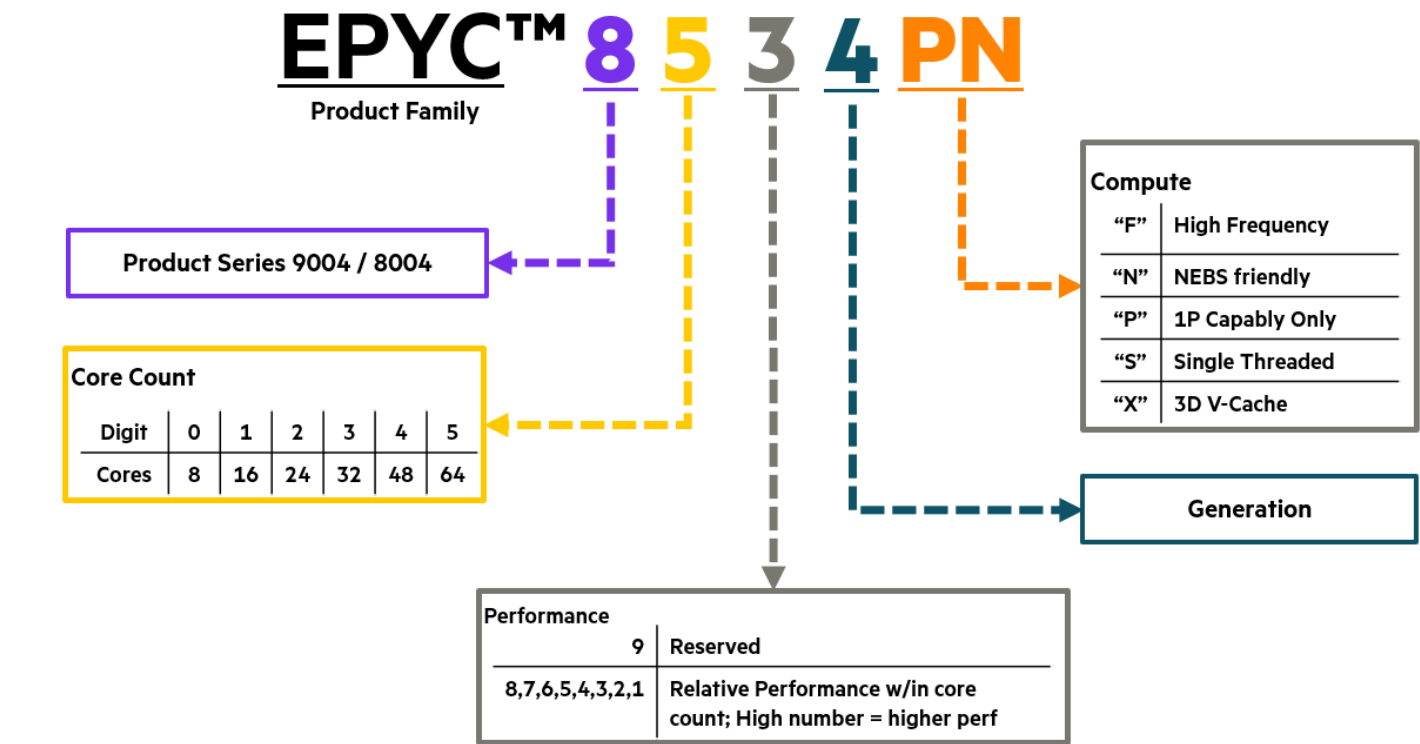 EPYC™ 8 5 3 4 PN
Product Family
Product Series 9004 / 8004
Core Count
Digit 0 1 2 3 4 5
Cores 8 16 24 32 48 64
Compute
“F” High Frequency
“N” NEBS friendly
“P” 1P Capably Only
“S” Single Threaded
“X” 3D V-Cache
Generation
Performance
9 Reserved
8,7,6,5,4,3,2,1 Relative Performance w/in core
count; High number = higher perf